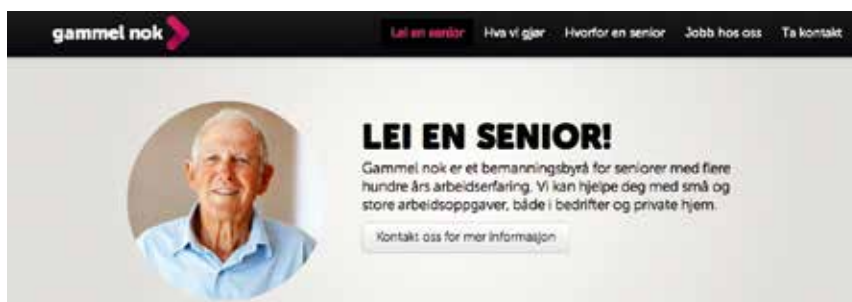 gammel nok
Lei en senior Hva vi gjør Hvorfor en senior Jobb hos oss Ta kontakt
LEI EN SENIOR!
Gammel nok er et bemanningsbyrå for seniorer med flere
hundre års arbeidserfaring. Vi kan hjelpe deg med små og
store arbeidsoppgaver, både i bedrifter og private hjem.
Kontakt oss for mer informasjon